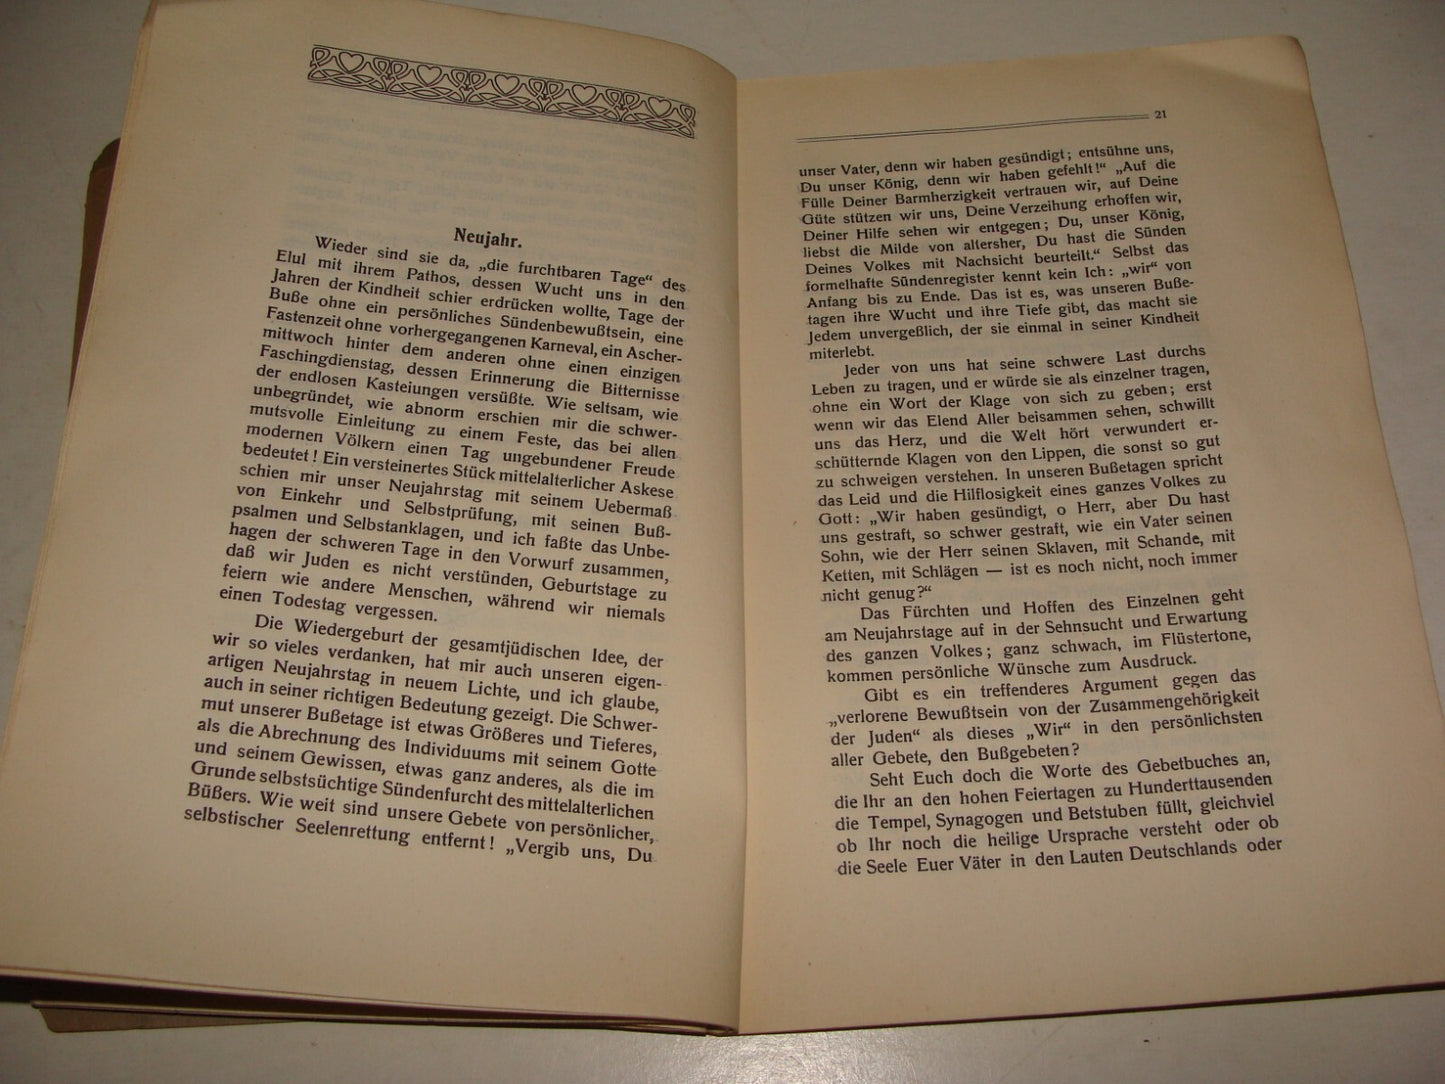 Neujahr.
Wieder sind sie da, „die furchtbaren Tage“ des
Elul mit ihrem Pathos, dessen Wucht uns in den
Jahren der Kindheit schier erdrücken wollte, Tage der
Buße ohne ein persönliches Sündenbewußtsein, eine
Fastenzeit ohne vorhergegangenen Karneval, ein Ascher-
mittwoch hinter dem anderen ohne einen einzigen
Faschingdienstag, dessen Erinnerung die Bitternisse
der endlosen Kasteiungen versüßte. Wie seltsam, wie
unbegründet, wie abnorm erschien mir die schwer-
mutsvolle Einleitung zu einem Feste, das bei allen
modernen Völkern einen Tag ungebundener Freude
bedeutet! Ein versteinertes Stück mittelalterlicher Askese
schien mir unser Neujahrstag mit seinem Uebermaß
von Einkehr und Selbstprüfung, mit seinen Buß-
psalmen und Selbstanklagen, und ich faßte das Unbe-
hagen der schweren Tage in den Vorwurf zusammen,
daß wir Juden es nicht verstünden, Geburtstage zu
feiern wie andere Menschen, während wir niemals
einen Todestag vergessen.
Die Wiedergeburt der gesamtjüdischen Idee, der
wir so vieles verdanken, hat mir auch unseren eigen-
artigen Neujahrstag in neuem Lichte, und ich glaube,
auch in seiner richtigen Bedeutung gezeigt. Die Schwer-
mut unserer Bußetage ist etwas Größeres und Tieferes,
als die Abrechnung des Individuums mit seinem Gotte
und seinem Gewissen, etwas ganz anderes, als die im
Grunde selbstsüchtige Sündenfurcht des mittelalterlichen
Büßers. Wie weit sind unsere Gebete von persönlicher,
selbstischer Seelenrettung entfernt! „Vergib uns, Du
21
unser Vater, denn wir haben gesündigt; entsühne uns,
Du unser König, denn wir haben gefehlt!“ „Auf die
Fülle Deiner Barmherzigkeit vertrauen wir, auf Deine
Güte stützen wir uns, Deine Verzeihung erhoffen wir,
Deiner Hilfe sehen wir entgegen; Du, unser König,
liebst die Milde von altersher, Du hast die Sünden
Deines Volkes mit Nachsicht beurteilt.“ Selbst das
formelhafte Sündenregister kennt kein Ich: „wir“ von
Anfang bis zu Ende. Das ist es, was unseren Buße-
tagen ihre Wucht und ihre Tiefe gibt, das macht sie
Jedem unvergeßlich, der sie einmal in seiner Kindheit
miterlebt.
Jeder von uns hat seine schwere Last durchs
Leben zu tragen, und er würde sie als einzelner tragen,
ohne ein Wort der Klage von sich zu geben; erst
wenn wir das Elend Aller beisammen sehen, schwillt
uns das Herz, und die Welt hört verwundert er-
schütternde Klagen von den Lippen, die sonst so gut
zu schweigen verstehen. In unseren Bußetagen spricht
das Leid und die Hilflosigkeit eines ganzes Volkes zu
Gott: „Wir haben gesündigt, o Herr, aber Du hast
uns gestraft, so schwer gestraft, wie ein Vater seinen
Sohn, wie der Herr seinen Sklaven, mit Schande, mit
Ketten, mit Schlägen — ist es noch nicht, noch immer
nicht genug?“
Das Fürchten und Hoffen des Einzelnen geht
am Neujahrstage auf in der Sehnsucht und Erwartung
des ganzen Volkes; ganz schwach, im Flüstertone,
kommen persönliche Wünsche zum Ausdruck.
Gibt es ein treffenderes Argument gegen das
„verlorene Bewußtsein von der Zusammengehörigkeit
der Juden“ als dieses „Wir“ in den persönlichsten
aller Gebete, den Bußgebeten?
Seht Euch doch die Worte des Gebetbuches an,
die Ihr an den hohen Feiertagen zu Hunderttausenden
die Tempel, Synagogen und Betstuben füllt, gleichviel
ob Ihr noch die heilige Ursprache versteht oder ob
die Seele Euer Väter in den Lauten Deutschlands oder